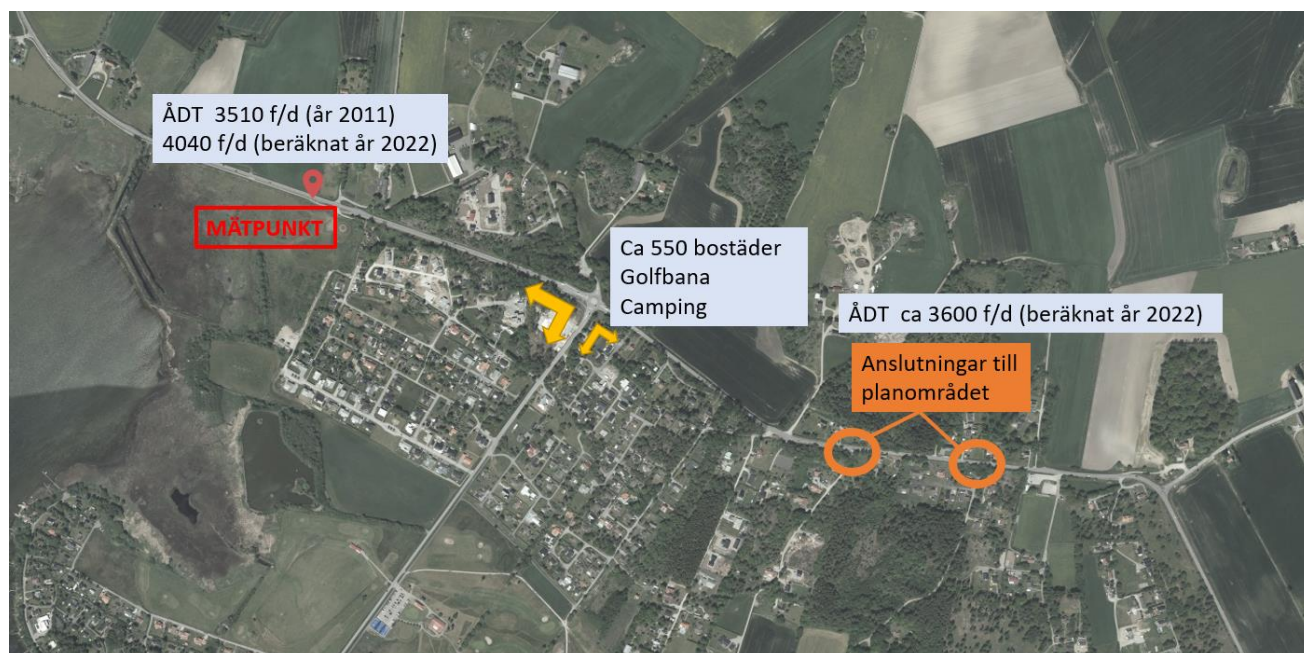 ÅDT 3510 f/d (år 2011)
4040 f/d (beräknat år 2022)
MÄTPUNKT
Ca 550 bostäder
Golfbana
Camping
ÅDT ca 3600 f/d (beräknat år 2022)
Anslutningar till
planområdet